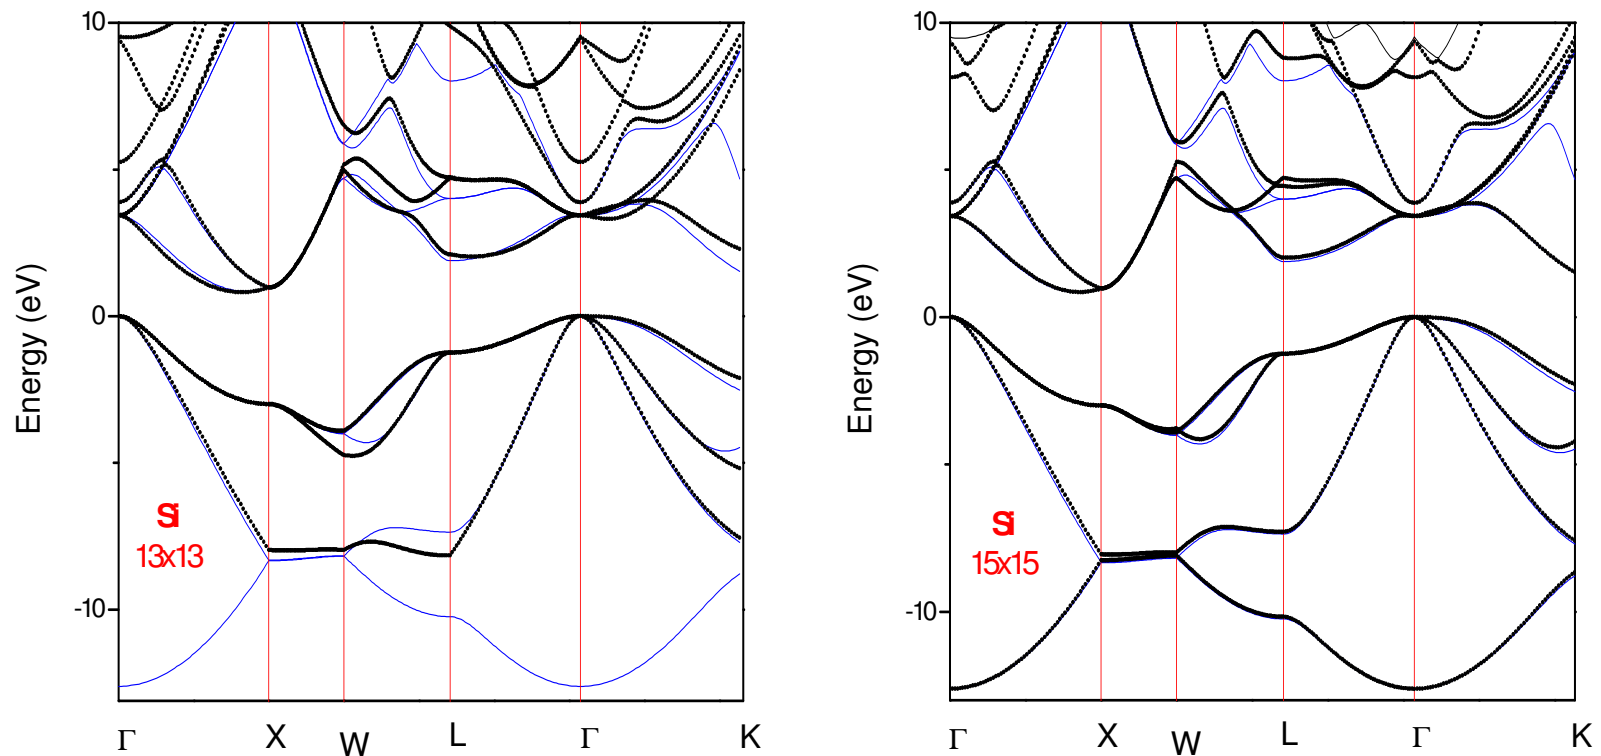 10
0
-10
Energy (eV)
Si
13x13
Γ X W L Γ K
10
0
-10
Energy (eV)
Si
15x15
Γ X W L Γ K